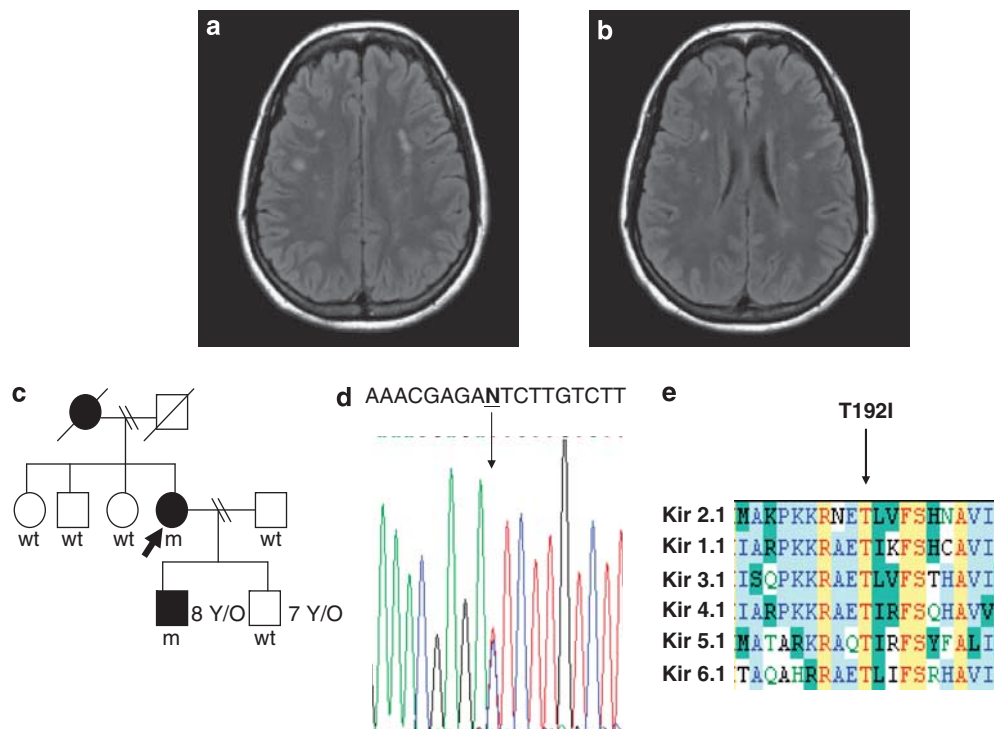 a
b
c
wt
wt
wt
m
wt
8 Y/O
7 Y/O
m
wt
d
AAACGAGANTCTTGTCTT
e
T192I
Kir 2.1 MAKPKKRNETLVFSHNAVI
Kir 1.1 IARPKKRAETIKFSHCAVI
Kir 3.1 ISQPKKRAETLVFSTHAVI
Kir 4.1 IARPKKRAETIRFSQHAVV
Kir 5.1 MATARKRAQTIRFSYFALI
Kir 6.1 TAQAHRRAETLIFSRHAVI